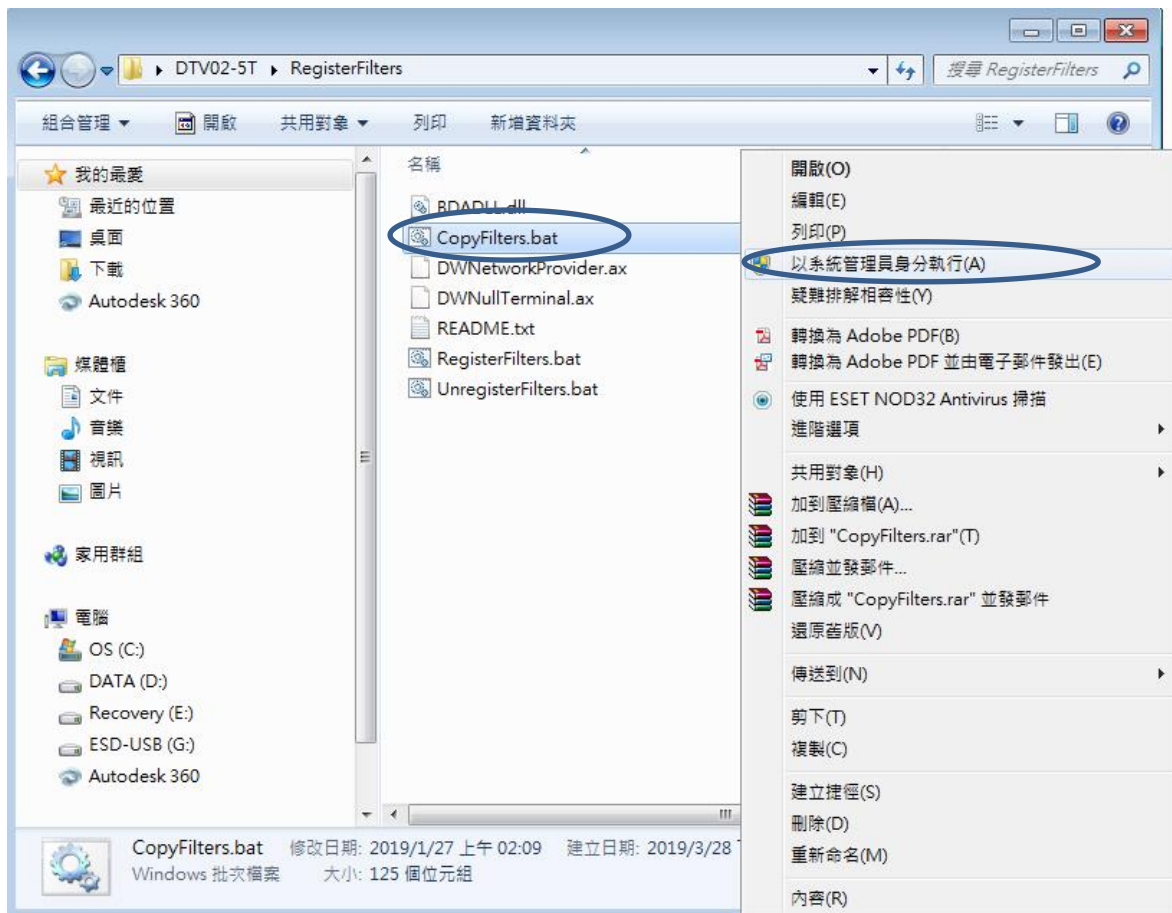 DTV02-5T RegisterFilters
搜尋 RegisterFilters
組合管理 開啟 共用對象 列印 新增資料夾
我的最愛
最近的位置
桌面
下載
Autodesk 360
媒體櫃
文件
音樂
視訊
圖片
家用群組
電腦
OS (C:)
DATA (D:)
Recovery (E:)
ESD-USB (G:)
Autodesk 360
名稱
BDADLL.dll
CopyFilters.bat
DWNetworkProvider.ax
DWNullTerminal.ax
README.txt
RegisterFilters.bat
UnregisterFilters.bat
開啟(O)
編輯(E)
列印(P)
以系統管理員身分執行(A)
疑難排解相容性(Y)
轉換為 Adobe PDF(B)
轉換為 Adobe PDF 並由電子郵件發出(E)
使用 ESET NOD32 Antivirus 掃描
進階選項
共用對象(H)
加到壓縮檔(A)...
加到 "CopyFilters.rar"(T)
壓縮並發郵件...
壓縮成 "CopyFilters.rar" 並發郵件
還原舊版(V)
傳送到(N)
剪下(T)
複製(C)
建立捷徑(S)
刪除(D)
重新命名(M)
內容(R)
CopyFilters.bat 修改日期: 2019/1/27 上午 02:09 建立日期: 2019/3/28
Windows 批次檔案 大小: 125 個位元組